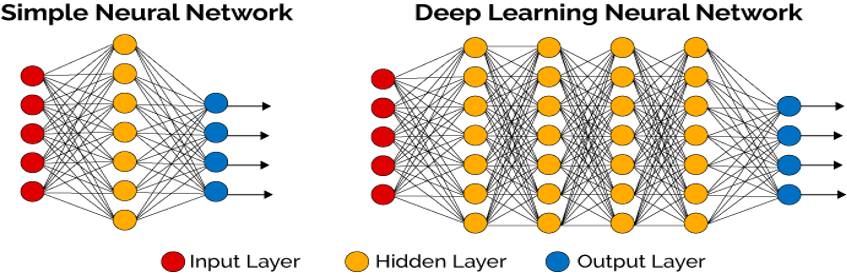 Simple Neural Network
Deep Learning Neural Network
Input Layer
Hidden Layer
Output Layer